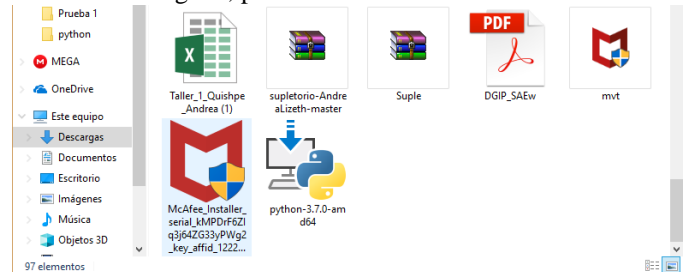 Prueba 1
python
MEGA
OneDrive
Este equipo
Descargas
Documentos
Escritorio
Imágenes
Música
Objetos 3D
97 elementos
Taller_1_Quishpe
_Andrea (1)
supletorio-Andre
aLizeth-master
Suple
PDF
DGIP_SAEw
mvt
McAfee_Installer_
serial_kMPDrF6Zl
q3j64ZG33yPWg2
_key_affid_1222...
python-3.7.0-am
d64